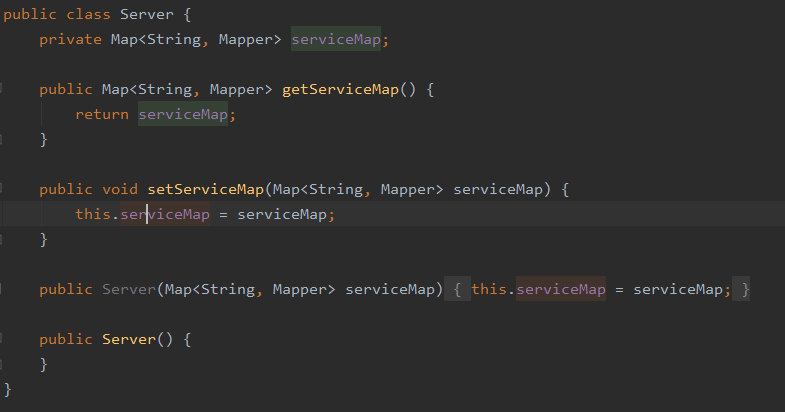 public class Server {
    private Map<String, Mapper> serviceMap;
    public Map<String, Mapper> getServiceMap() {
        return serviceMap;
    }
    public void setServiceMap(Map<String, Mapper> serviceMap) {
        this.serviceMap = serviceMap;
    }
    public Server(Map<String, Mapper> serviceMap) { this.serviceMap = serviceMap; }
    public Server() {
    }
}